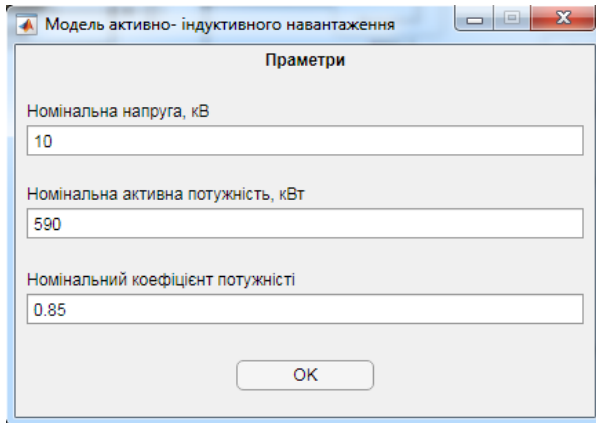 Модель активно- індуктивного навантаження
Праметри
Номінальна напруга, кВ
10
Номінальна активна потужність, кВт
590
Номінальний коефіцієнт потужністі
0.85
OK